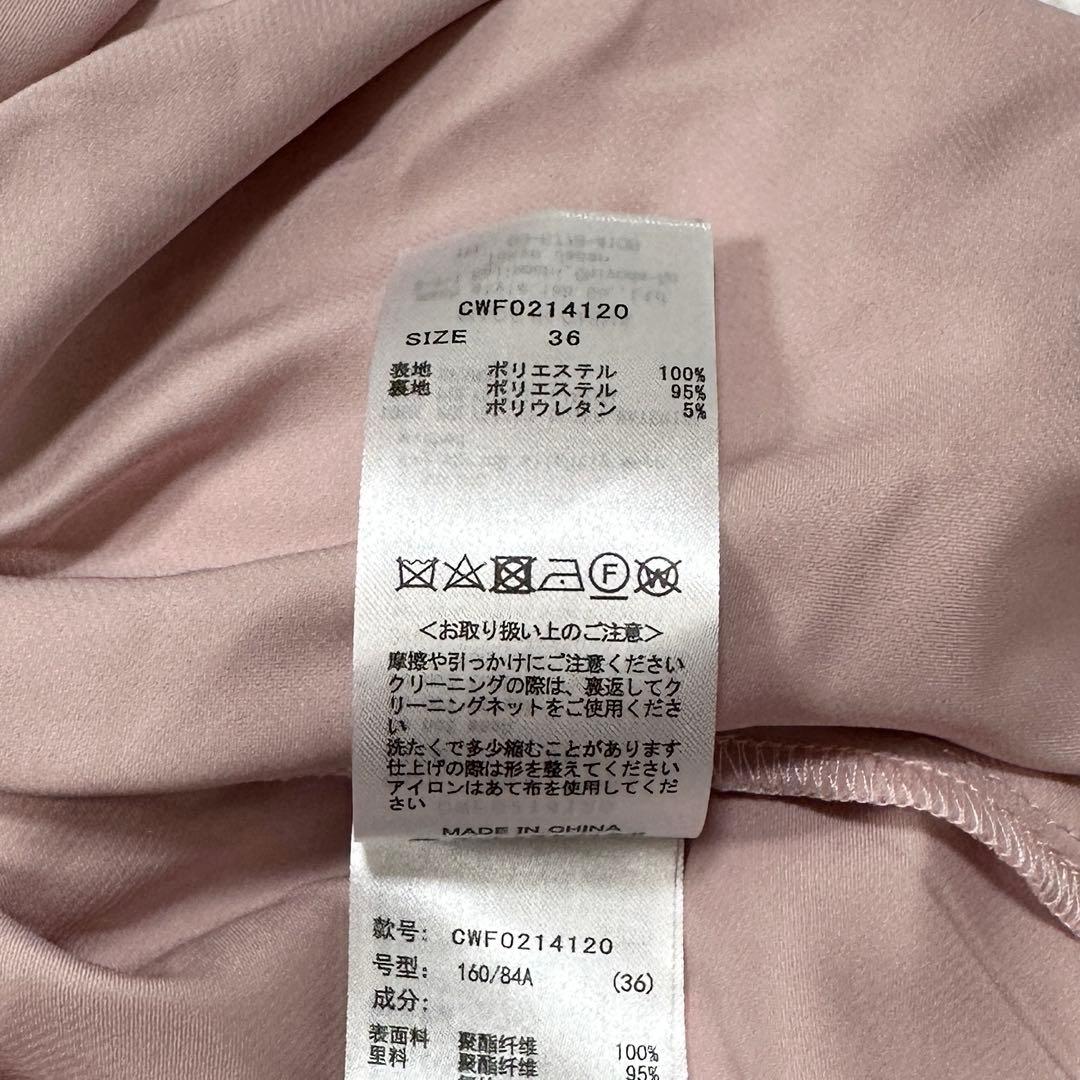 CWF0214120
SIZE 36
表地 ポリエステル 100%
裏地 ポリエステル 95%
ポリウレタン 5%
F W
<お取り扱い上のご注意>
摩擦や引っかけにご注意ください
クリーニングの際は、裏返してク
リーニングネットをご使用くださ
い
洗たくで多少縮むことがあります
仕上げの際は形を整えてください
アイロンはあて布を使用してくだ
さい
MADE IN CHINA
款号: CWF0214120
号型: 160/84A (36)
成分:
表面料 聚酯纤维 100%
里料 聚酯纤维 95%